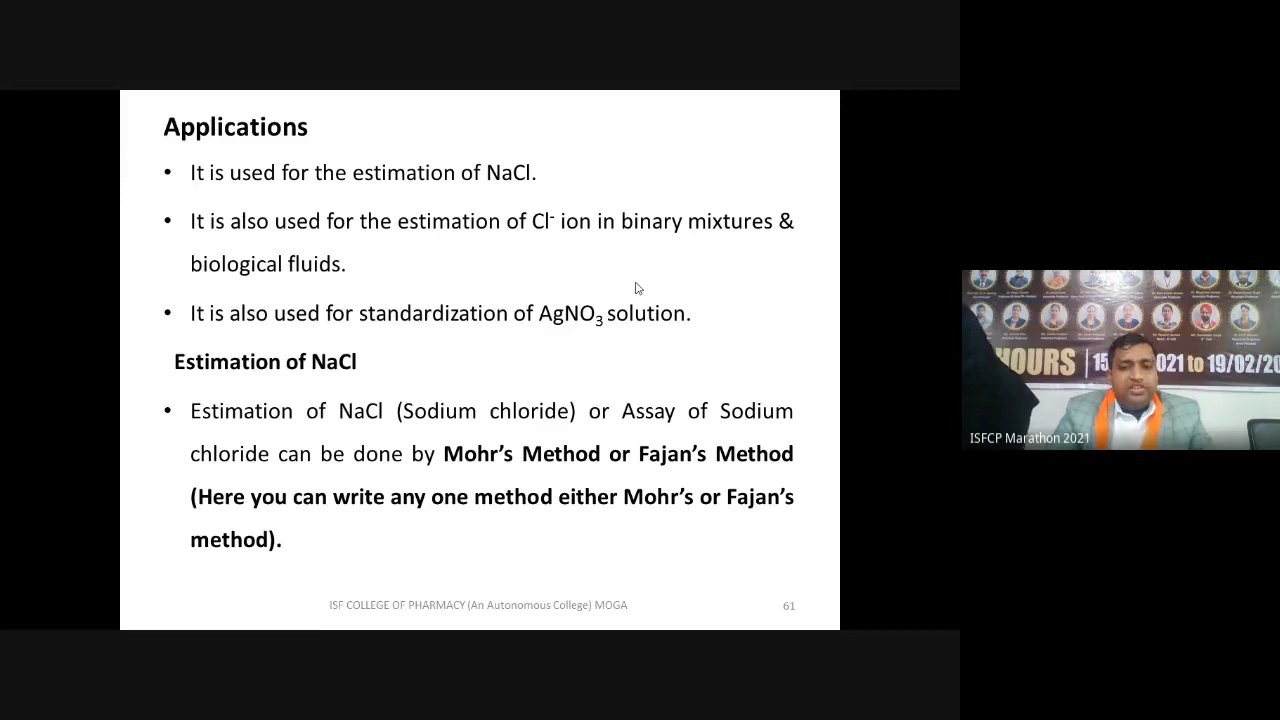 Applications
• It is used for the estimation of NaCl.
• It is also used for the estimation of Cl⁻ ion in binary mixtures &
biological fluids.
• It is also used for standardization of AgNO₃ solution.
Estimation of NaCl
• Estimation of NaCl (Sodium chloride) or Assay of Sodium
chloride can be done by Mohr’s Method or Fajan’s Method
(Here you can write any one method either Mohr’s or Fajan’s
method).
ISF COLLEGE OF PHARMACY (An Autonomous College) MOGA
61
HOURS 15 021 to 19/02/20
ISFCP Marathon 2021